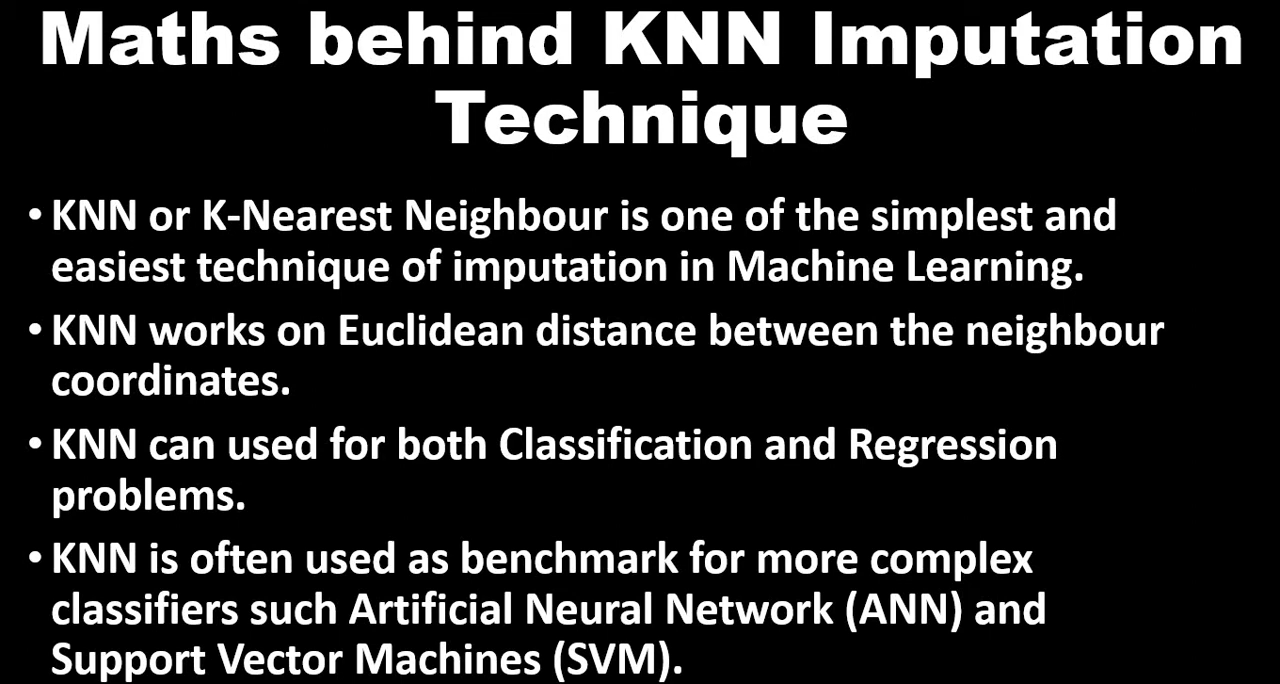 Maths behind KNN Imputation
Technique
• KNN or K-Nearest Neighbour is one of the simplest and
easiest technique of imputation in Machine Learning.
• KNN works on Euclidean distance between the neighbour
coordinates.
• KNN can used for both Classification and Regression
problems.
• KNN is often used as benchmark for more complex
classifiers such Artificial Neural Network (ANN) and
Support Vector Machines (SVM).